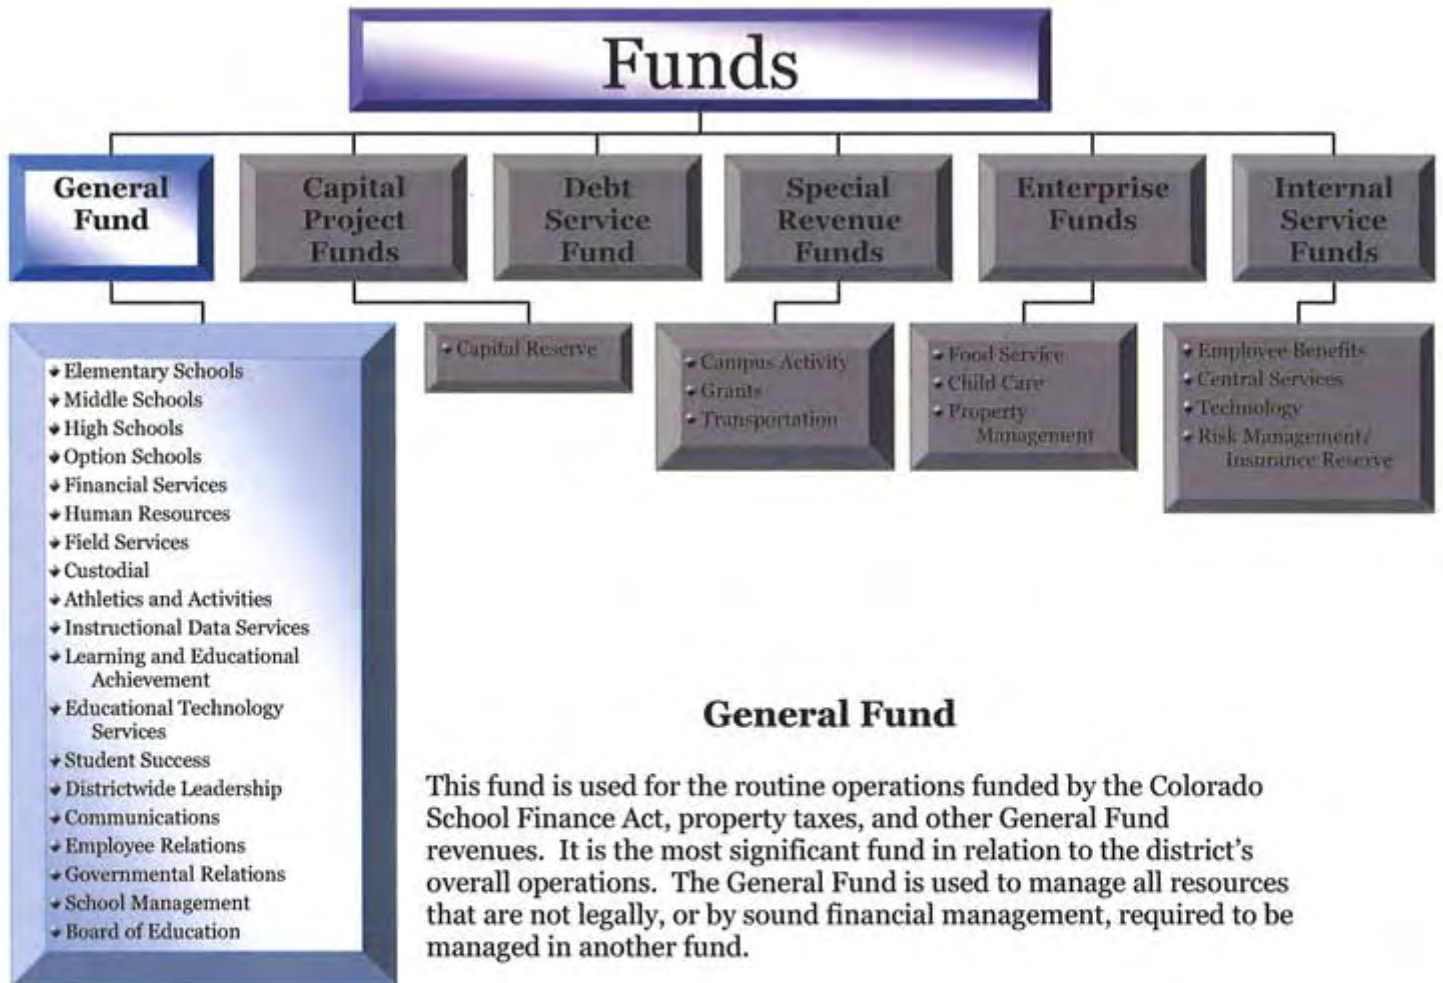 Funds
General
Fund
Capital
Project
Funds
Debt
Service
Fund
Special
Revenue
Funds
Enterprise
Funds
Internal
Service
Funds
Elementary Schools
Middle Schools
High Schools
Option Schools
Financial Services
Human Resources
Field Services
Custodial
Athletics and Activities
Instructional Data Services
Learning and Educational
Achievement
Educational Technology
Services
Student Success
Districtwide Leadership
Communications
Employee Relations
Governmental Relations
School Management
Board of Education
Capital Reserve
Campus Activity
Grants
Transportation
Food Service
Child Care
Property
Management
Employee Benefits
Central Services
Technology
Risk Management/
Insurance Reserve
General Fund
This fund is used for the routine operations funded by the Colorado
School Finance Act, property taxes, and other General Fund
revenues.  It is the most significant fund in relation to the district's
overall operations.  The General Fund is used to manage all resources
that are not legally, or by sound financial management, required to be
managed in another fund.